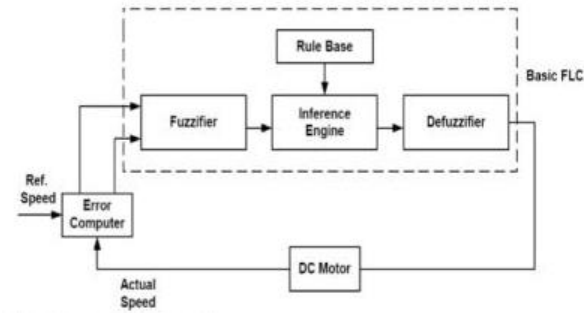 Rule Base
Basic FLC
Fuzzifier
Inference
Engine
Defuzzifier
Ref.
Speed
Error
Computer
DC Motor
Actual
Speed